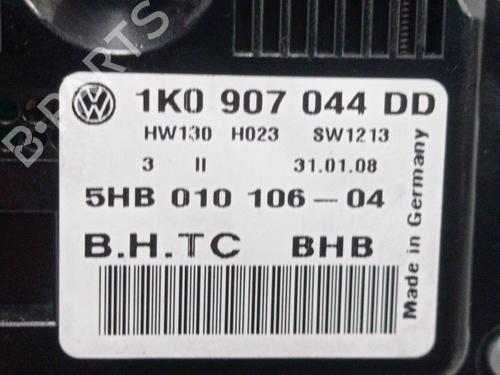 1K0 907 044 DD
HW130 H023 SW1213
3 II 31.01.08
5HB 010 106-04
B.H.TC BHB
Made in Germany
B-PARTS